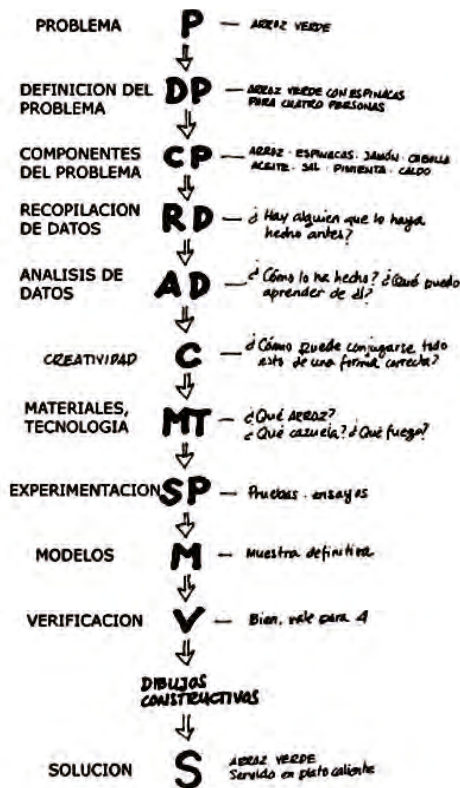 PROBLEMA P — ARROZ VERDE
DEFINICION DEL
PROBLEMA DP — ARROZ VERDE CON ESPINACAS
PARA CUATRO PERSONAS
COMPONENTES
DEL PROBLEMA CP — ARROZ · ESPINACAS · JAMÓN · CEBOLLA
ACEITE · SAL · PIMIENTA · CALDO
RECOPILACION
DE DATOS RD — ¿Hay alguien que lo haya
hecho antes?
ANALISIS DE
DATOS AD — ¿Cómo lo ha hecho? ¿Qué puedo
aprender de él?
CREATIVIDAD C — ¿Cómo puede conjugarse todo
esto de una forma correcta?
MATERIALES,
TECNOLOGIA MT — ¿Qué ARROZ?
¿Qué cazuela? ¿Qué fuego?
EXPERIMENTACION SP — Pruebas · ensayos
MODELOS M — Muestra definitiva
VERIFICACION V — Bien, vale para 4
DIBUJOS
CONSTRUCTIVOS
SOLUCION S ARROZ VERDE
Servido en plato caliente